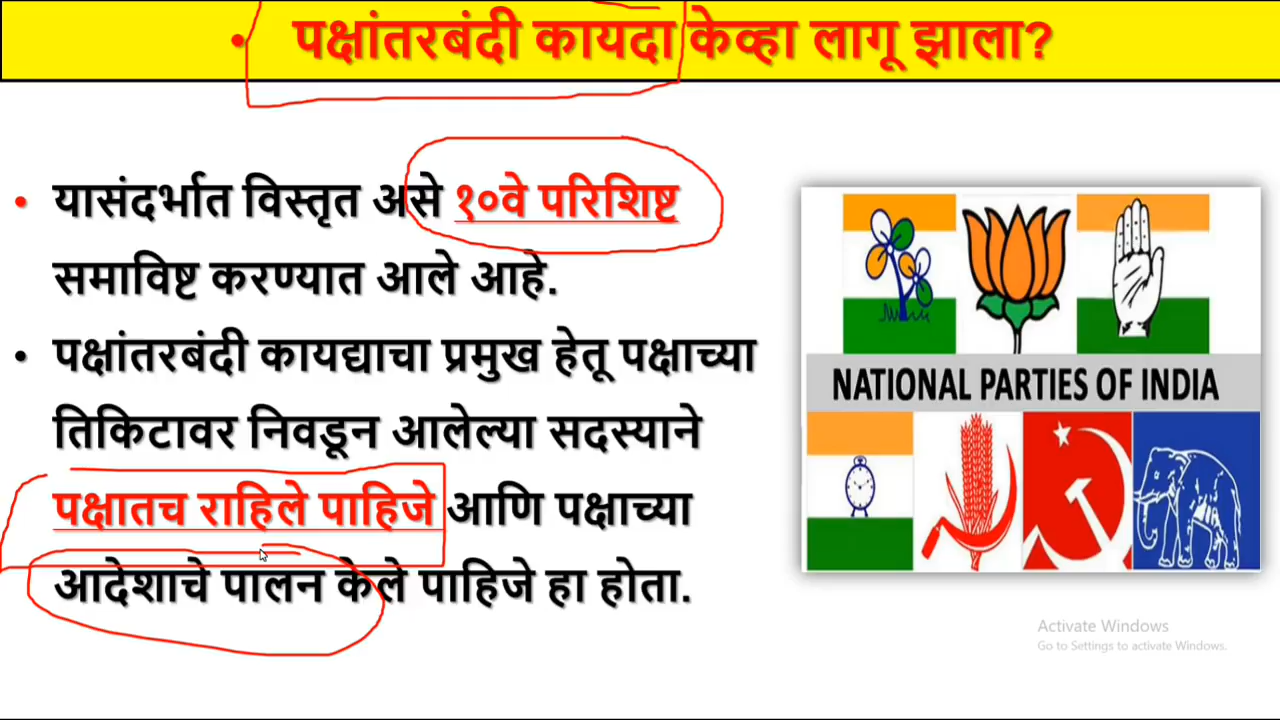 • पक्षांतरबंदी कायदा केव्हा लागू झाला?
• यासंदर्भात विस्तृत असे १०वे परिशिष्ट
समाविष्ट करण्यात आले आहे.
• पक्षांतरबंदी कायद्याचा प्रमुख हेतू पक्षाच्या
तिकिटावर निवडून आलेल्या सदस्याने
पक्षातच राहिले पाहिजे आणि पक्षाच्या
आदेशाचे पालन केले पाहिजे हा होता.
NATIONAL PARTIES OF INDIA
Activate Windows
Go to Settings to activate Windows.